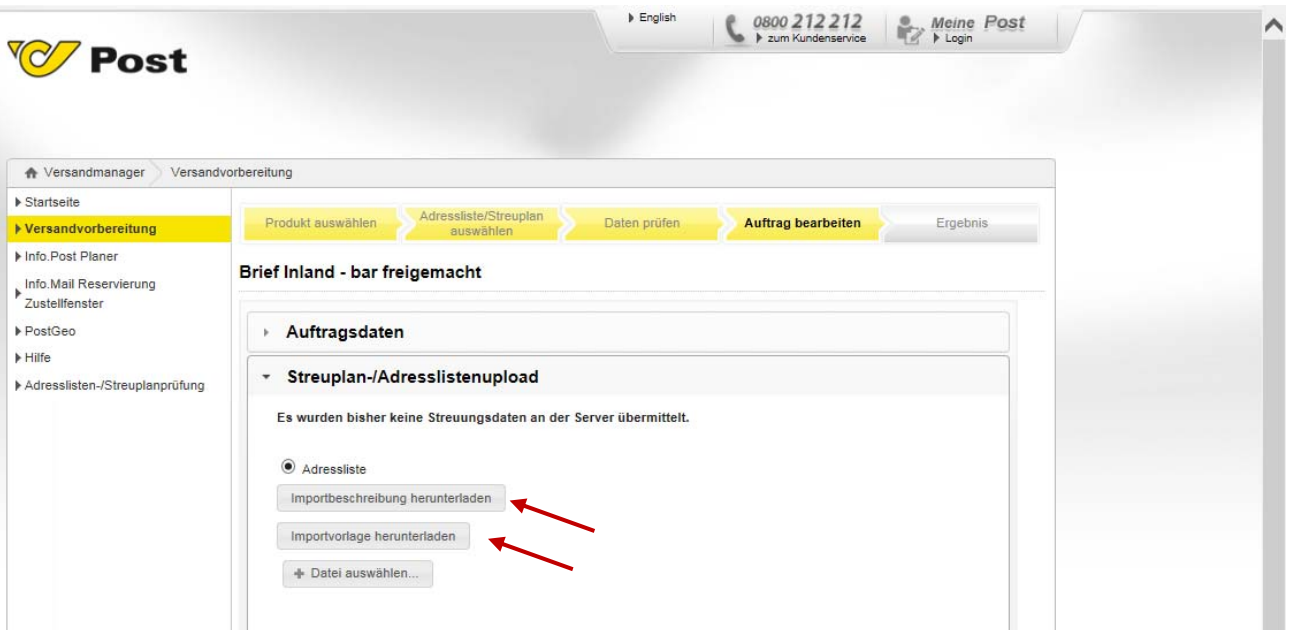 English
0800 212 212
zum Kundenservice
Meine Post
Login
Post
Versandmanager Versandvorbereitung
Startseite
Versandvorbereitung
Info.Post Planer
Info.Mail Reservierung
Zustellfenster
PostGeo
Hilfe
Adresslisten-/Streuplanprüfung
Produkt auswählen
Adressliste/Streuplan
auswählen
Daten prüfen
Auftrag bearbeiten
Ergebnis
Brief Inland - bar freigemacht
Auftragsdaten
Streuplan-/Adresslistenupload
Es wurden bisher keine Streuungsdaten an der Server übermittelt.
Adressliste
Importbeschreibung herunterladen
Importvorlage herunterladen
+ Datei auswählen...